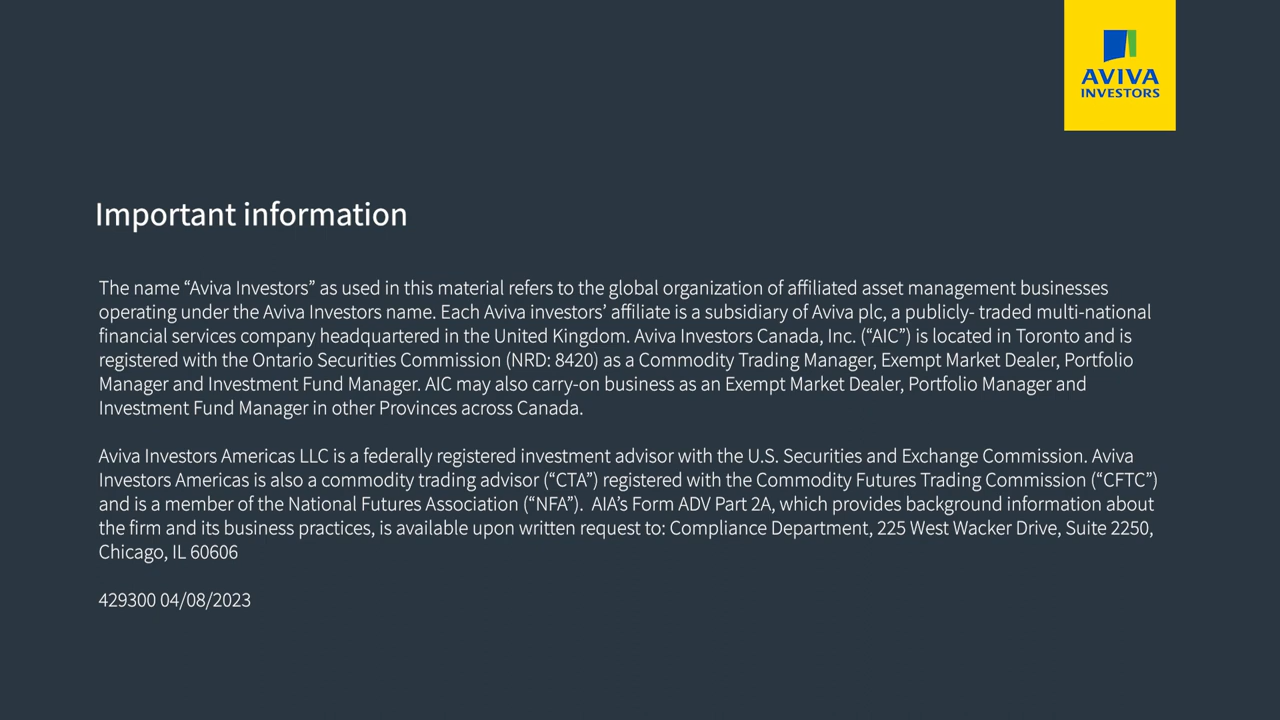 AVIVA
INVESTORS
Important information
The name “Aviva Investors” as used in this material refers to the global organization of affiliated asset management businesses
operating under the Aviva Investors name. Each Aviva investors’ affiliate is a subsidiary of Aviva plc, a publicly- traded multi-national
financial services company headquartered in the United Kingdom. Aviva Investors Canada, Inc. (“AIC”) is located in Toronto and is
registered with the Ontario Securities Commission (NRD: 8420) as a Commodity Trading Manager, Exempt Market Dealer, Portfolio
Manager and Investment Fund Manager. AIC may also carry-on business as an Exempt Market Dealer, Portfolio Manager and
Investment Fund Manager in other Provinces across Canada.
Aviva Investors Americas LLC is a federally registered investment advisor with the U.S. Securities and Exchange Commission. Aviva
Investors Americas is also a commodity trading advisor (“CTA”) registered with the Commodity Futures Trading Commission (“CFTC”)
and is a member of the National Futures Association (“NFA”).  AIA’s Form ADV Part 2A, which provides background information about
the firm and its business practices, is available upon written request to: Compliance Department, 225 West Wacker Drive, Suite 2250,
Chicago, IL 60606
429300 04/08/2023